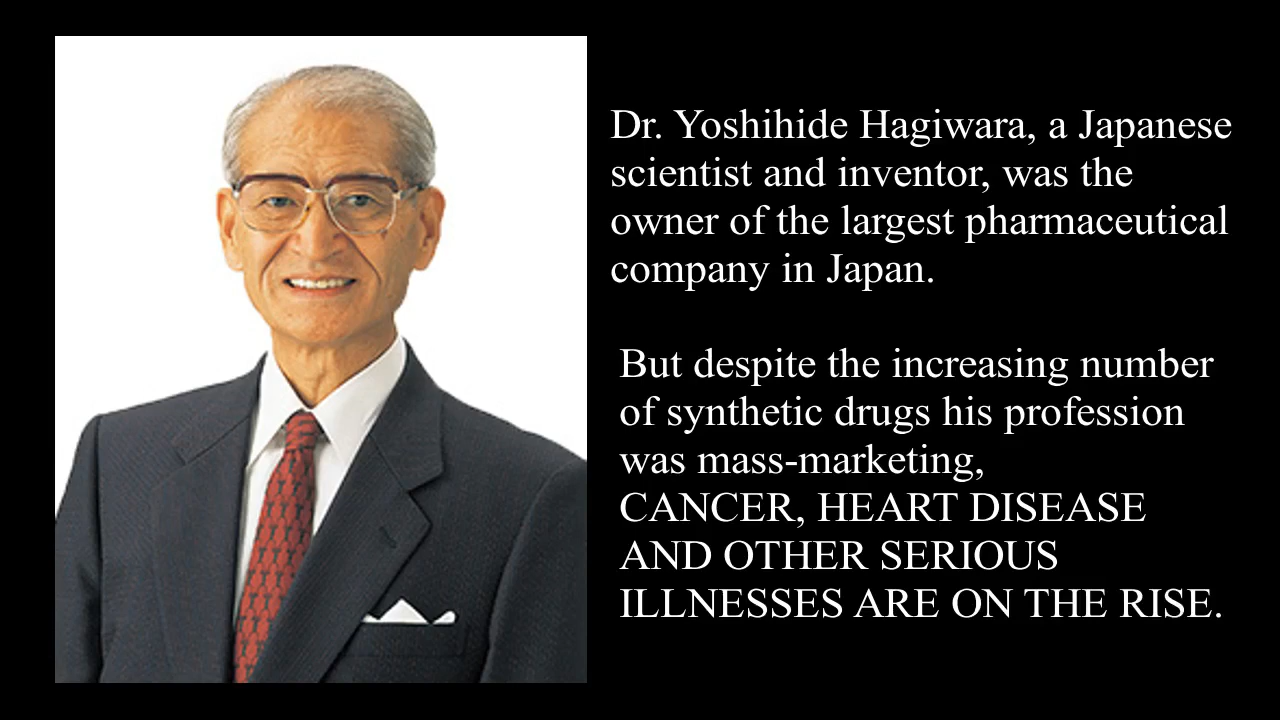 Dr. Yoshihide Hagiwara, a Japanese
scientist and inventor, was the
owner of the largest pharmaceutical
company in Japan.
But despite the increasing number
of synthetic drugs his profession
was mass-marketing,
CANCER, HEART DISEASE
AND OTHER SERIOUS
ILLNESSES ARE ON THE RISE.